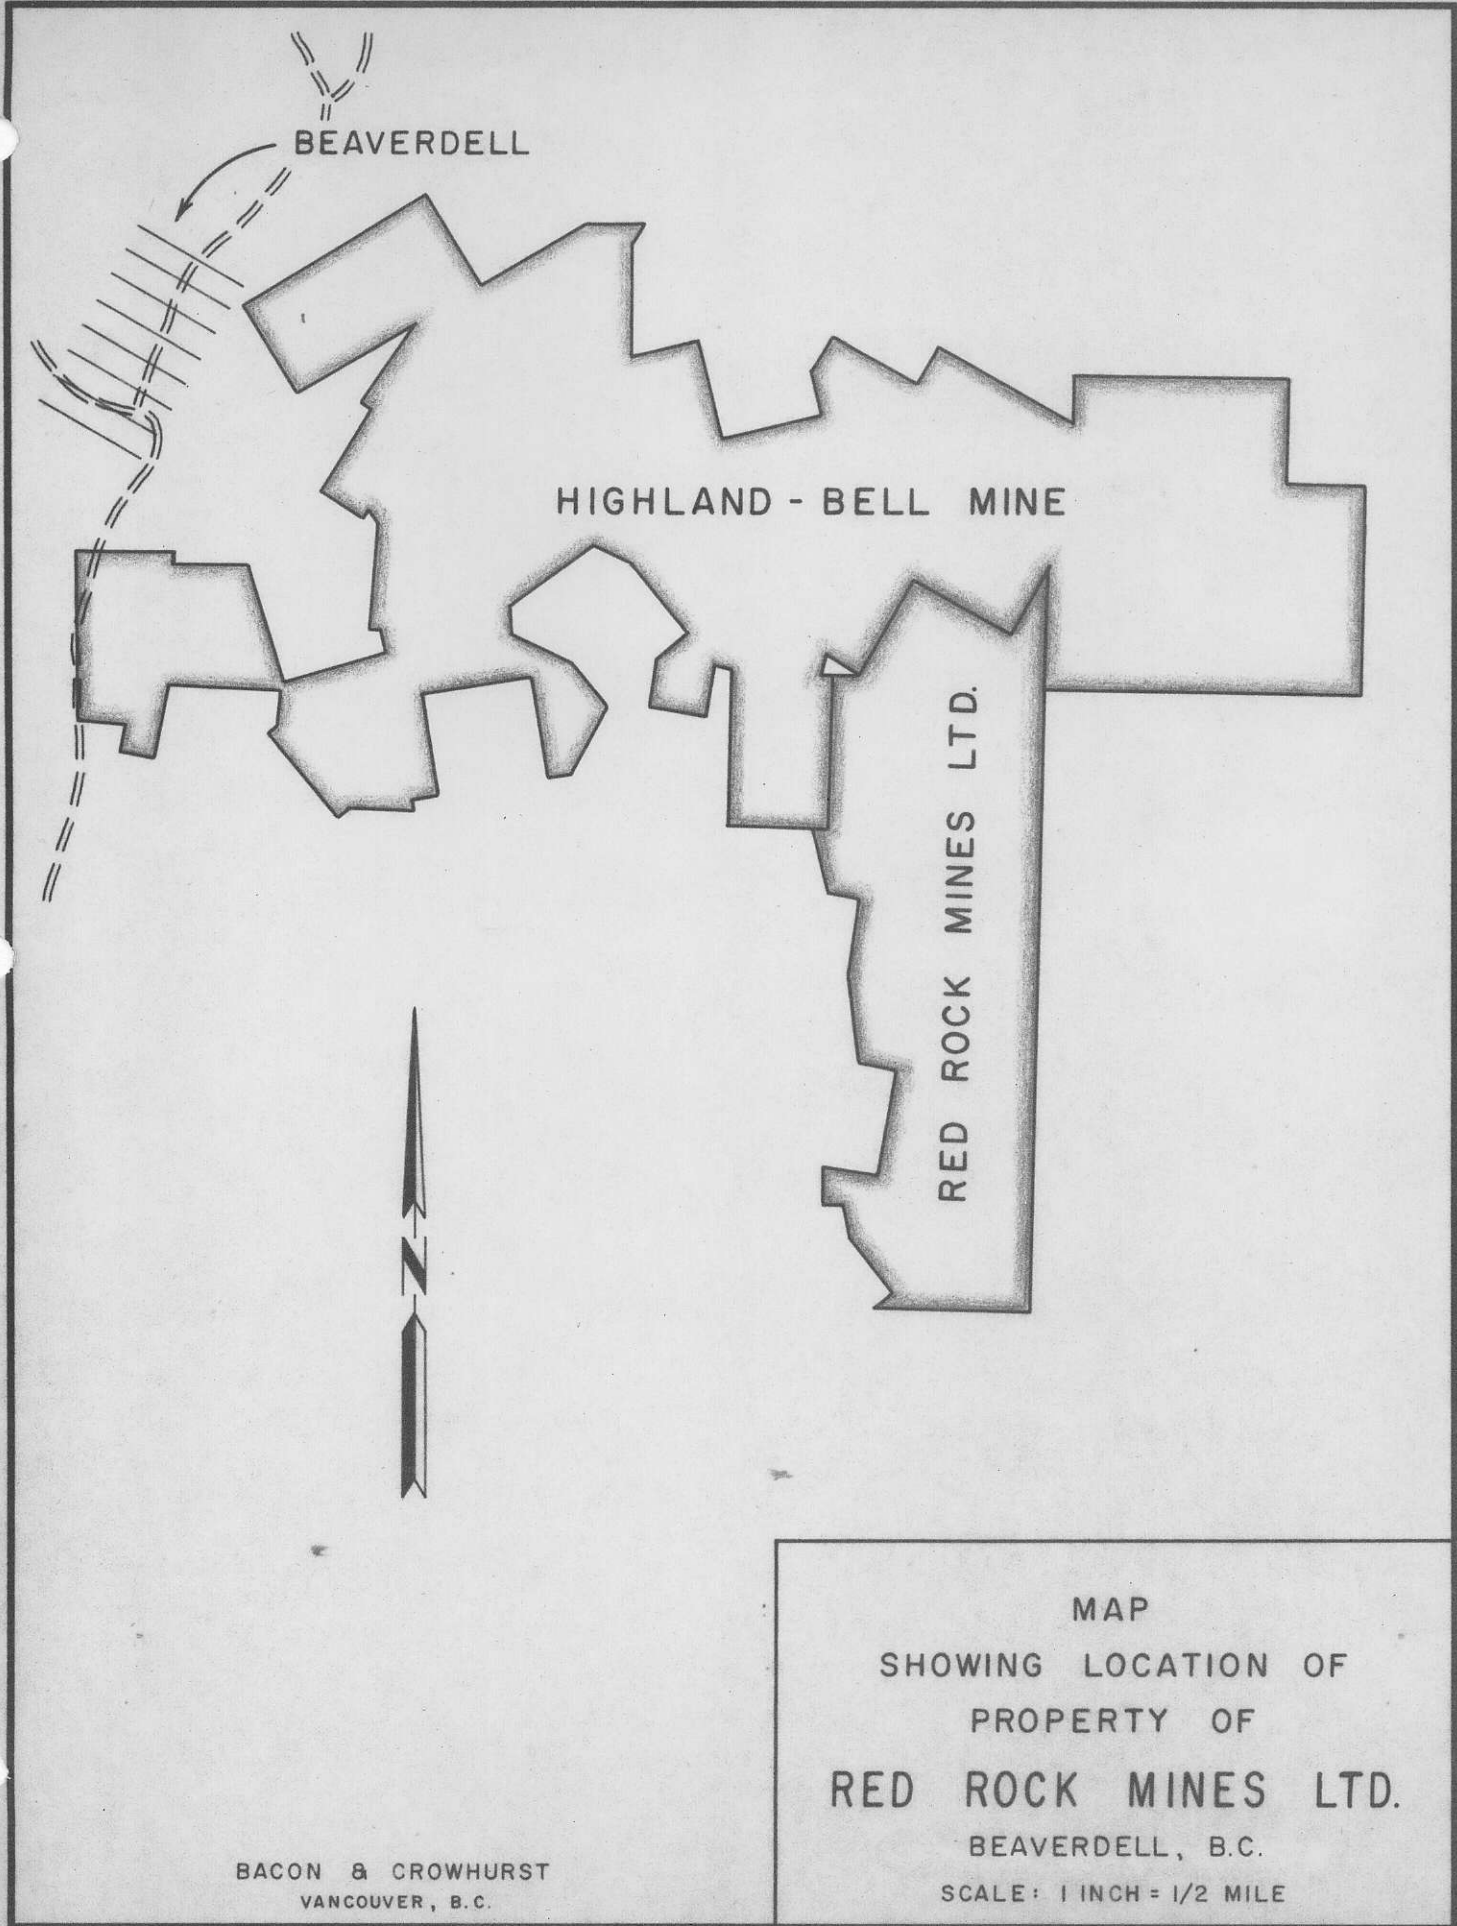 BEAVERDELL
HIGHLAND - BELL MINE
RED ROCK MINES LTD.
N
MAP
SHOWING LOCATION OF
PROPERTY OF
RED ROCK MINES LTD.
BEAVERDELL, B.C.
SCALE: 1 INCH = 1/2 MILE
BACON & CROWHURST
VANCOUVER, B.C.